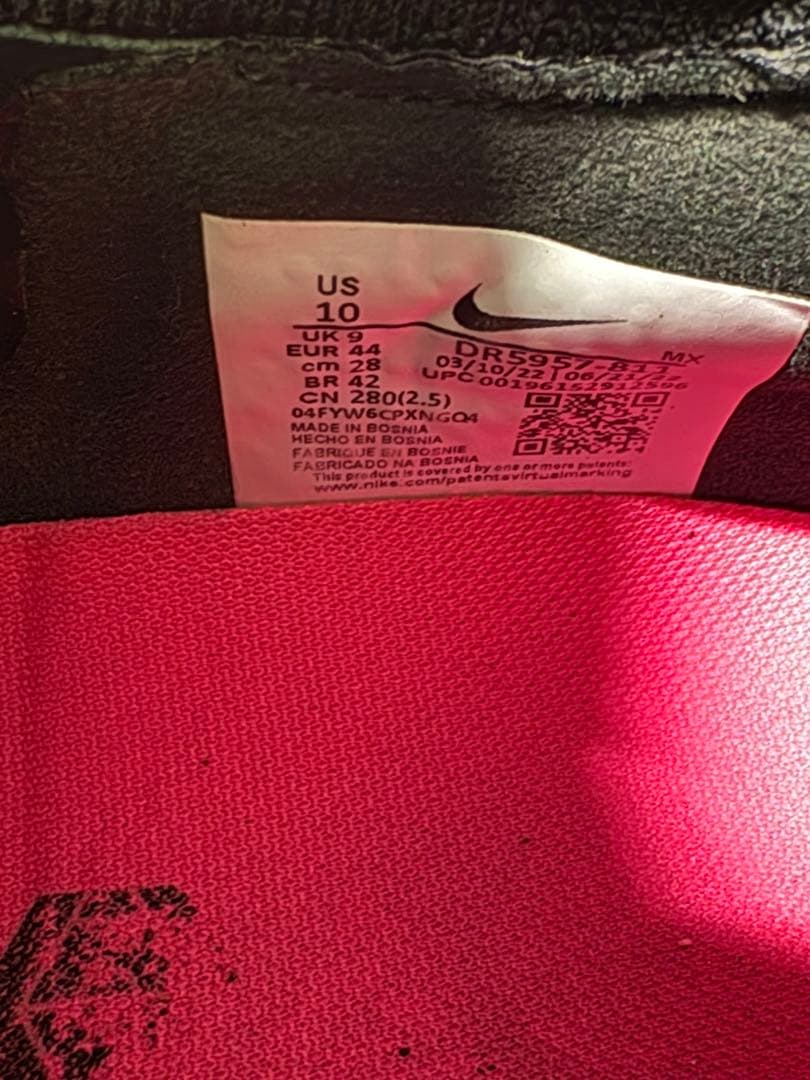 US
10
UK 9
EUR 44
cm 28
BR 42
CN 280(2.5)
04FYW6CPXNGQ4
MADE IN BOSNIA
HECHO EN BOSNIA
FABRIQUE EN BOSNIE
FABRICADO NA BOSNIA
This product is covered by one or more patents:
www.nike.com/patentsvirtualmarking
MX
03/10/22
UPC